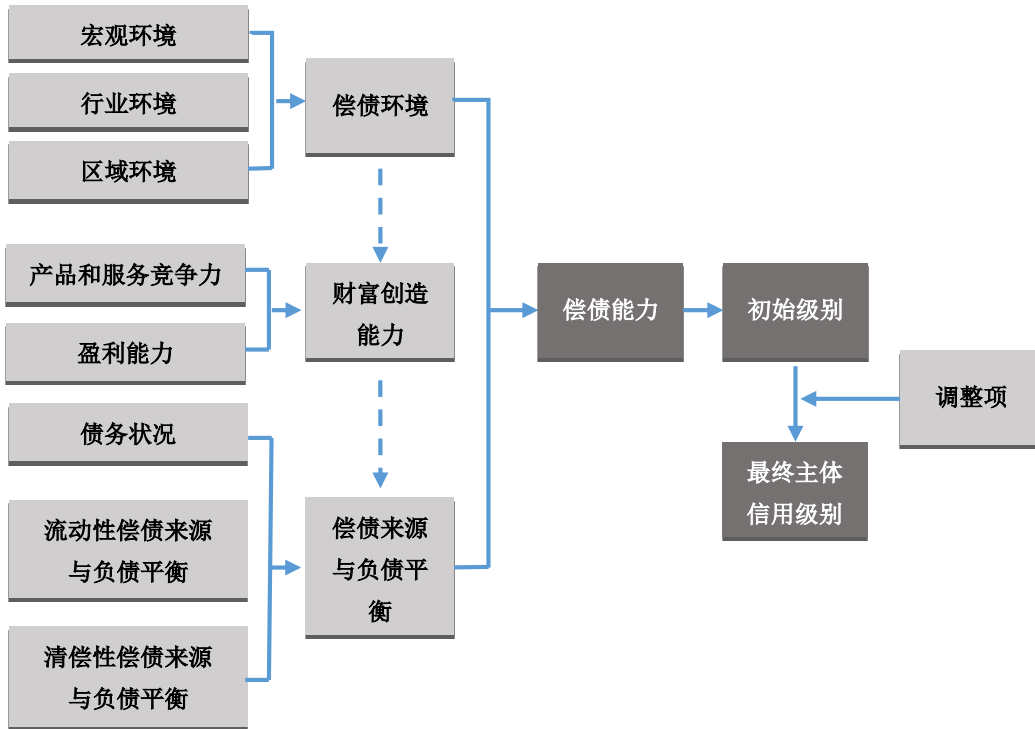 宏观环境
行业环境
区域环境
偿债环境
产品和服务竞争力
盈利能力
财富创造
能力
债务状况
流动性偿债来源
与负债平衡
清偿性偿债来源
与负债平衡
偿债来源
与负债平
衡
偿债能力
初始级别
调整项
最终主体
信用级别